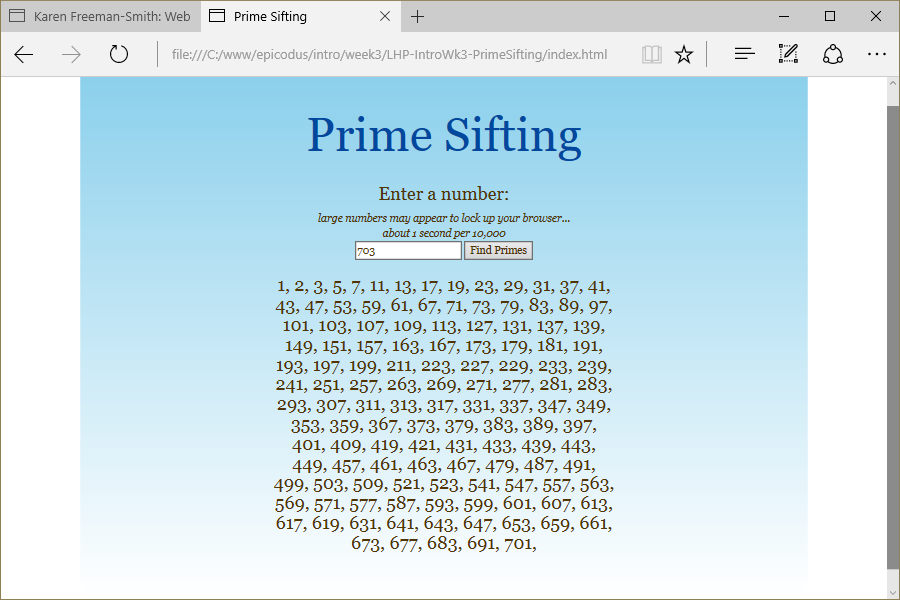 Karen Freeman-Smith: Web
Prime Sifting
file:///C:/www/epicodus/intro/week3/LHP-IntroWk3-PrimeSifting/index.html
Prime Sifting
Enter a number:
large numbers may appear to lock up your browser...
about 1 second per 10,000
703 Find Primes
1, 2, 3, 5, 7, 11, 13, 17, 19, 23, 29, 31, 37, 41,
43, 47, 53, 59, 61, 67, 71, 73, 79, 83, 89, 97,
101, 103, 107, 109, 113, 127, 131, 137, 139,
149, 151, 157, 163, 167, 173, 179, 181, 191,
193, 197, 199, 211, 223, 227, 229, 233, 239,
241, 251, 257, 263, 269, 271, 277, 281, 283,
293, 307, 311, 313, 317, 331, 337, 347, 349,
353, 359, 367, 373, 379, 383, 389, 397,
401, 409, 419, 421, 431, 433, 439, 443,
449, 457, 461, 463, 467, 479, 487, 491,
499, 503, 509, 521, 523, 541, 547, 557, 563,
569, 571, 577, 587, 593, 599, 601, 607, 613,
617, 619, 631, 641, 643, 647, 653, 659, 661,
673, 677, 683, 691, 701,